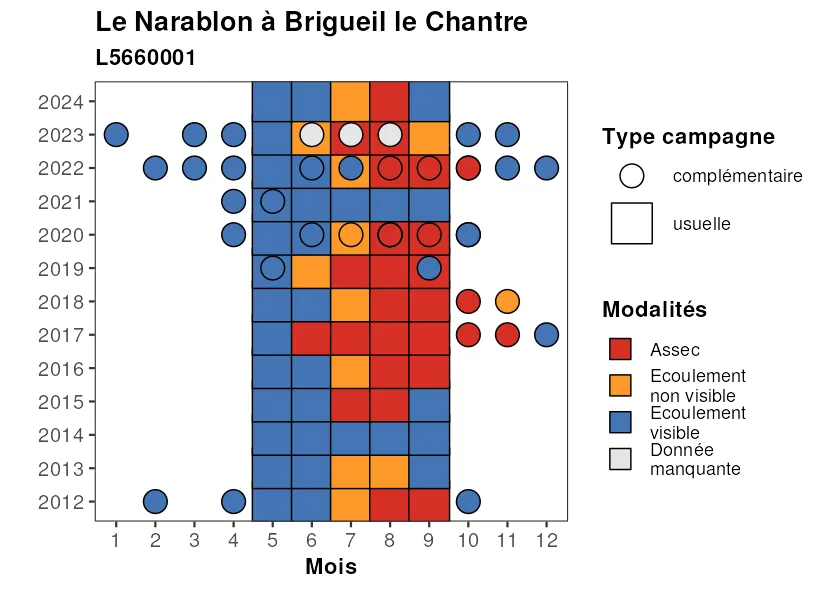 Le Narablon à Brigueil le Chantre
L5660001
2024
2023
2022
2021
2020
2019
2018
2017
2016
2015
2014
2013
2012
1 2 3 4 5 6 7 8 9 10 11 12
Mois
Type campagne
complémentaire
usuelle
Modalités
Assec
Ecoulement
non visible
Ecoulement
visible
Donnée
manquante